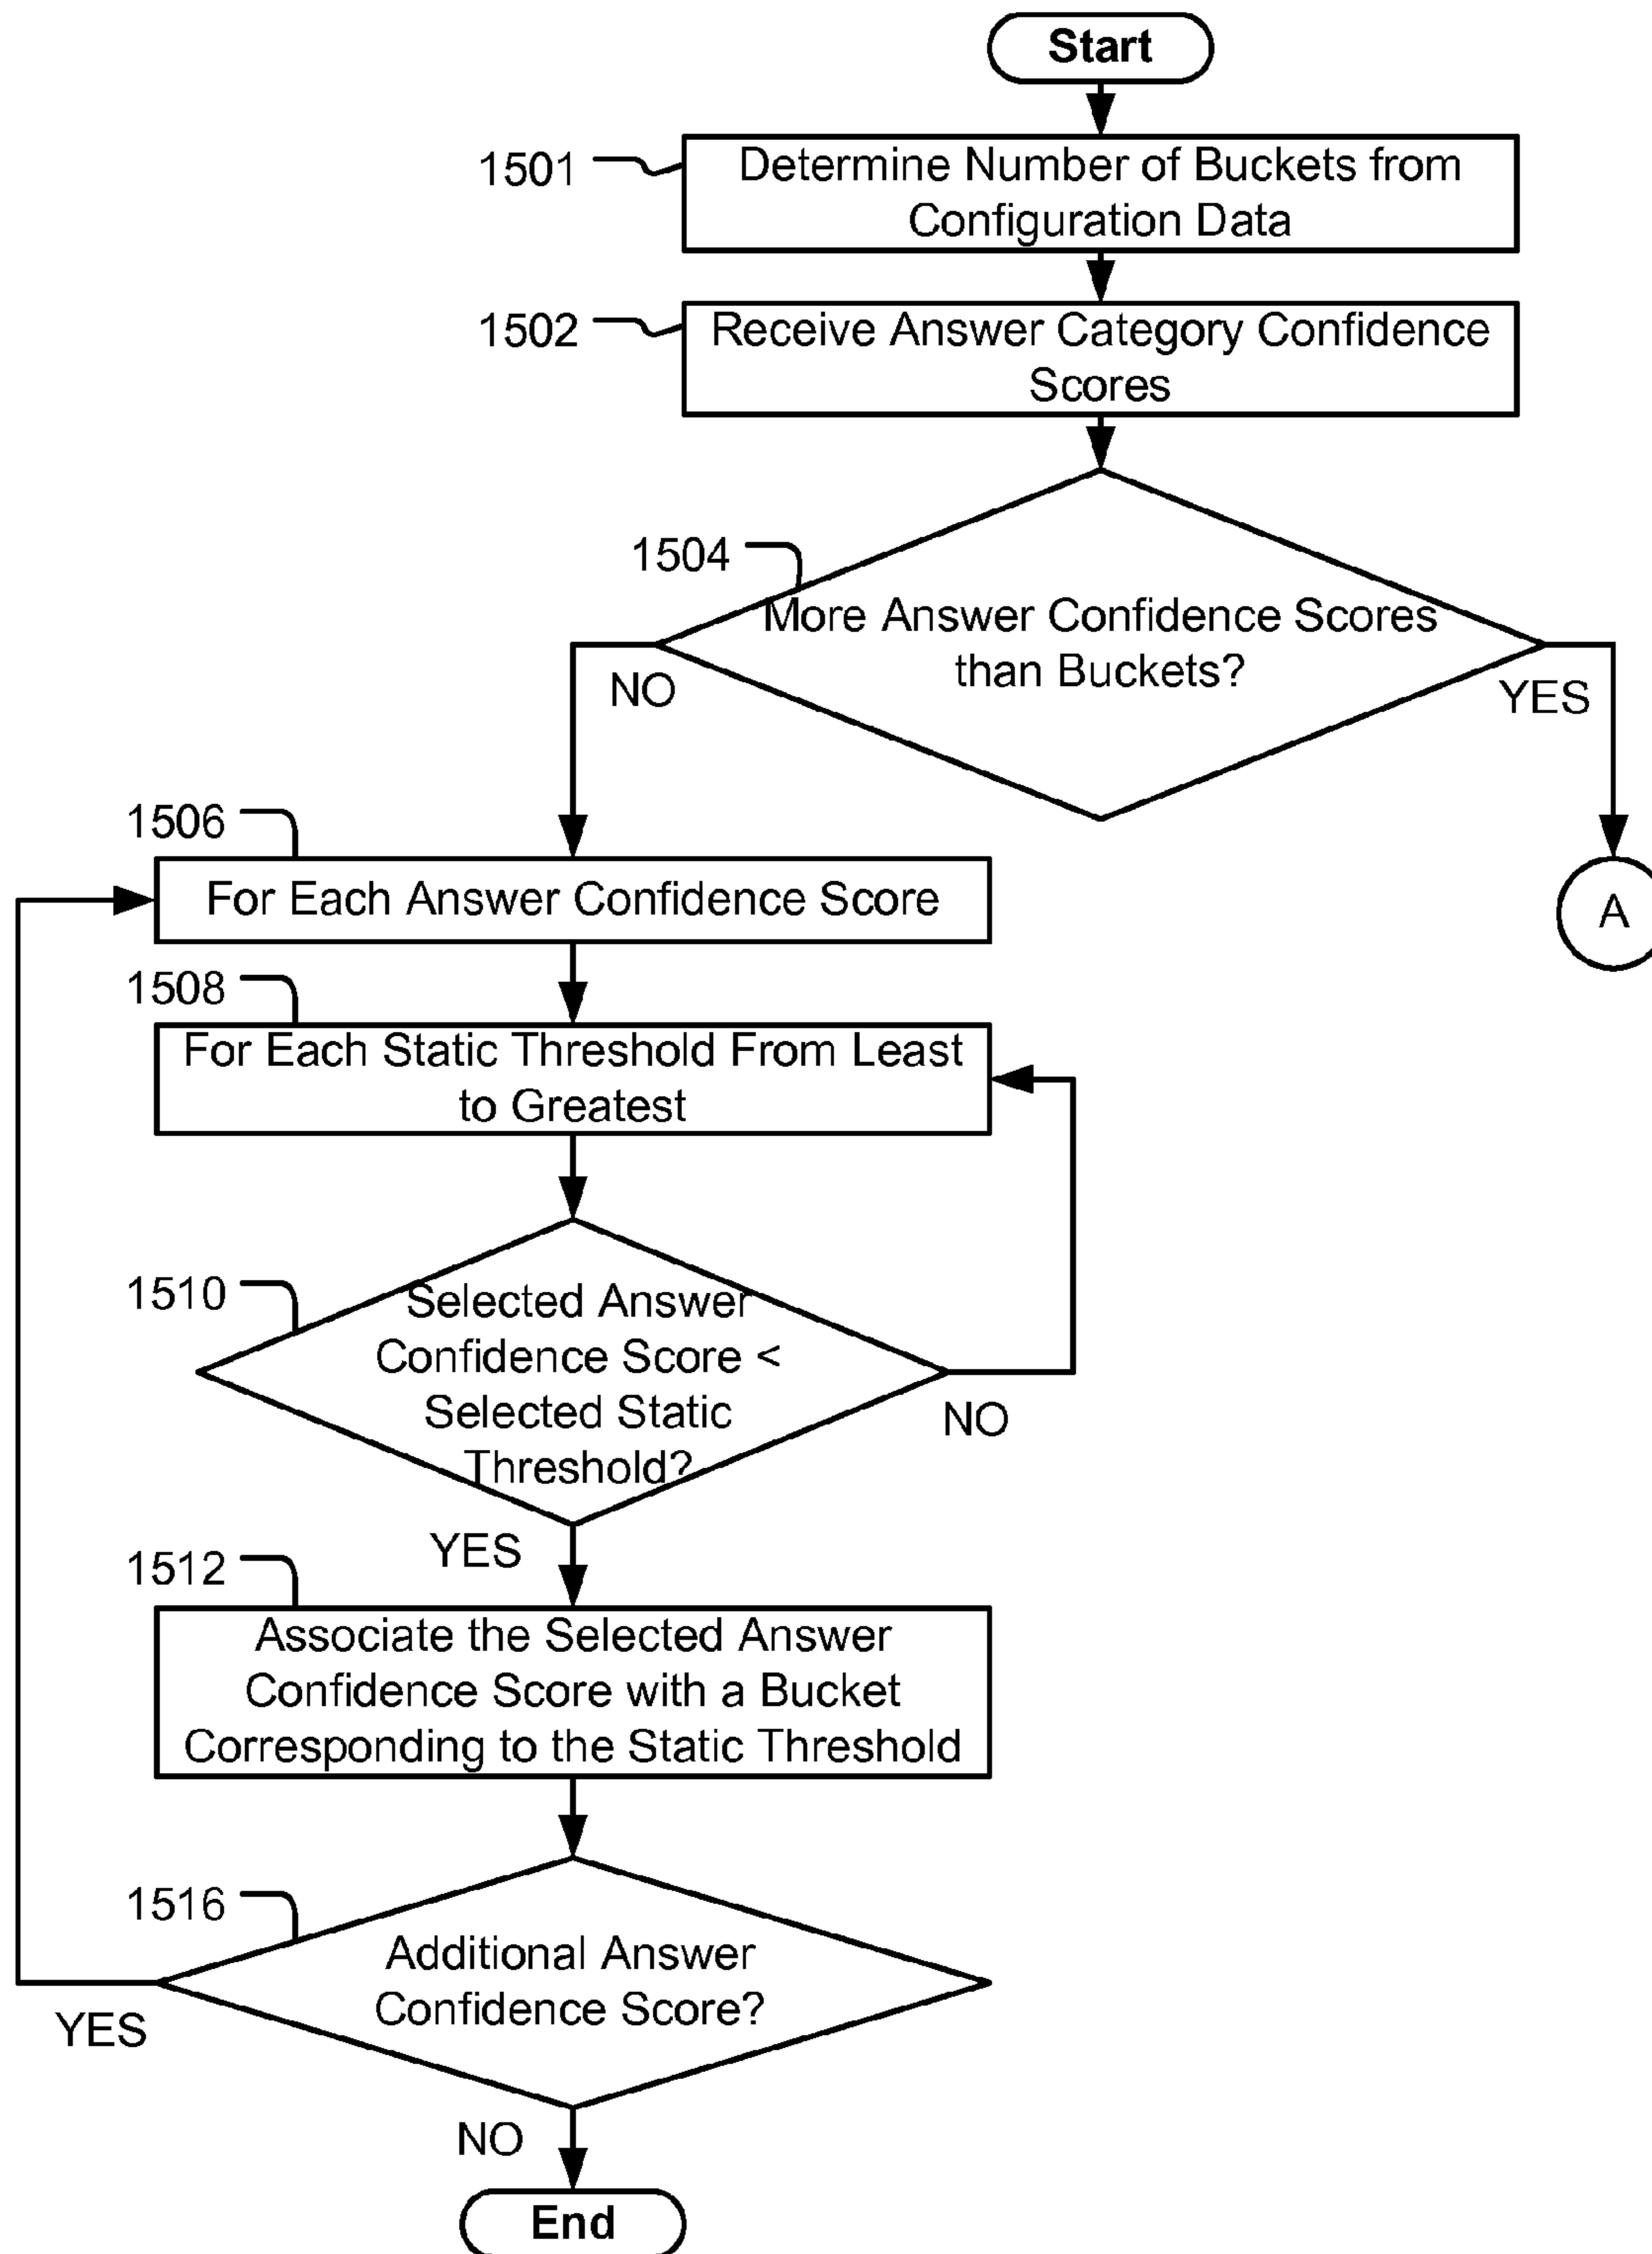 Start
1501
Determine Number of Buckets from
Configuration Data
1502
Receive Answer Category Confidence
Scores
1504
More Answer Confidence Scores
than Buckets?
NO
YES
1506
For Each Answer Confidence Score
A
1508
For Each Static Threshold From Least
to Greatest
1510
Selected Answer
Confidence Score <
Selected Static
Threshold?
NO
YES
1512
Associate the Selected Answer
Confidence Score with a Bucket
Corresponding to the Static Threshold
1516
Additional Answer
Confidence Score?
YES
NO
End